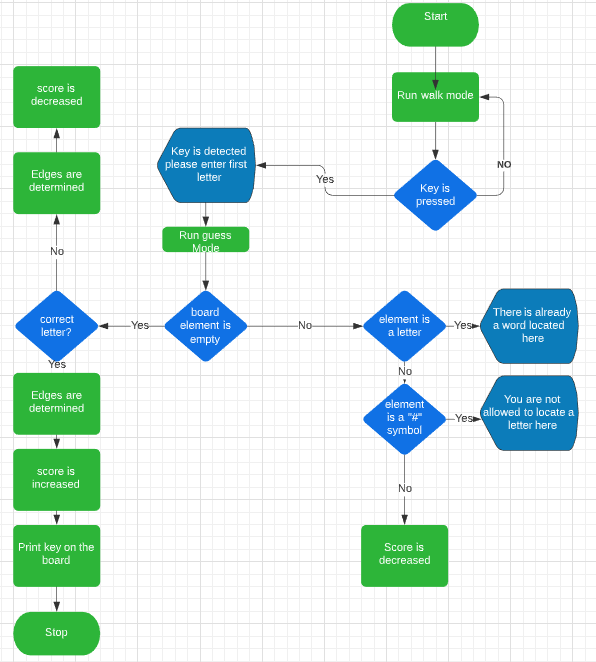 Start
Run walk mode
NO
Key is
pressed
Yes
Key is detected
please enter first
letter
Run guess
Mode
board
element is
empty
Yes
No
correct
letter?
No
Edges are
determined
score is
decreased
Yes
Edges are
determined
score is
increased
Print key on the
board
Stop
element is
a letter
Yes
There is already
a word located
here
No
element
is a "#"
symbol
Yes
You are not
allowed to locate a
letter here
No
Score is
decreased